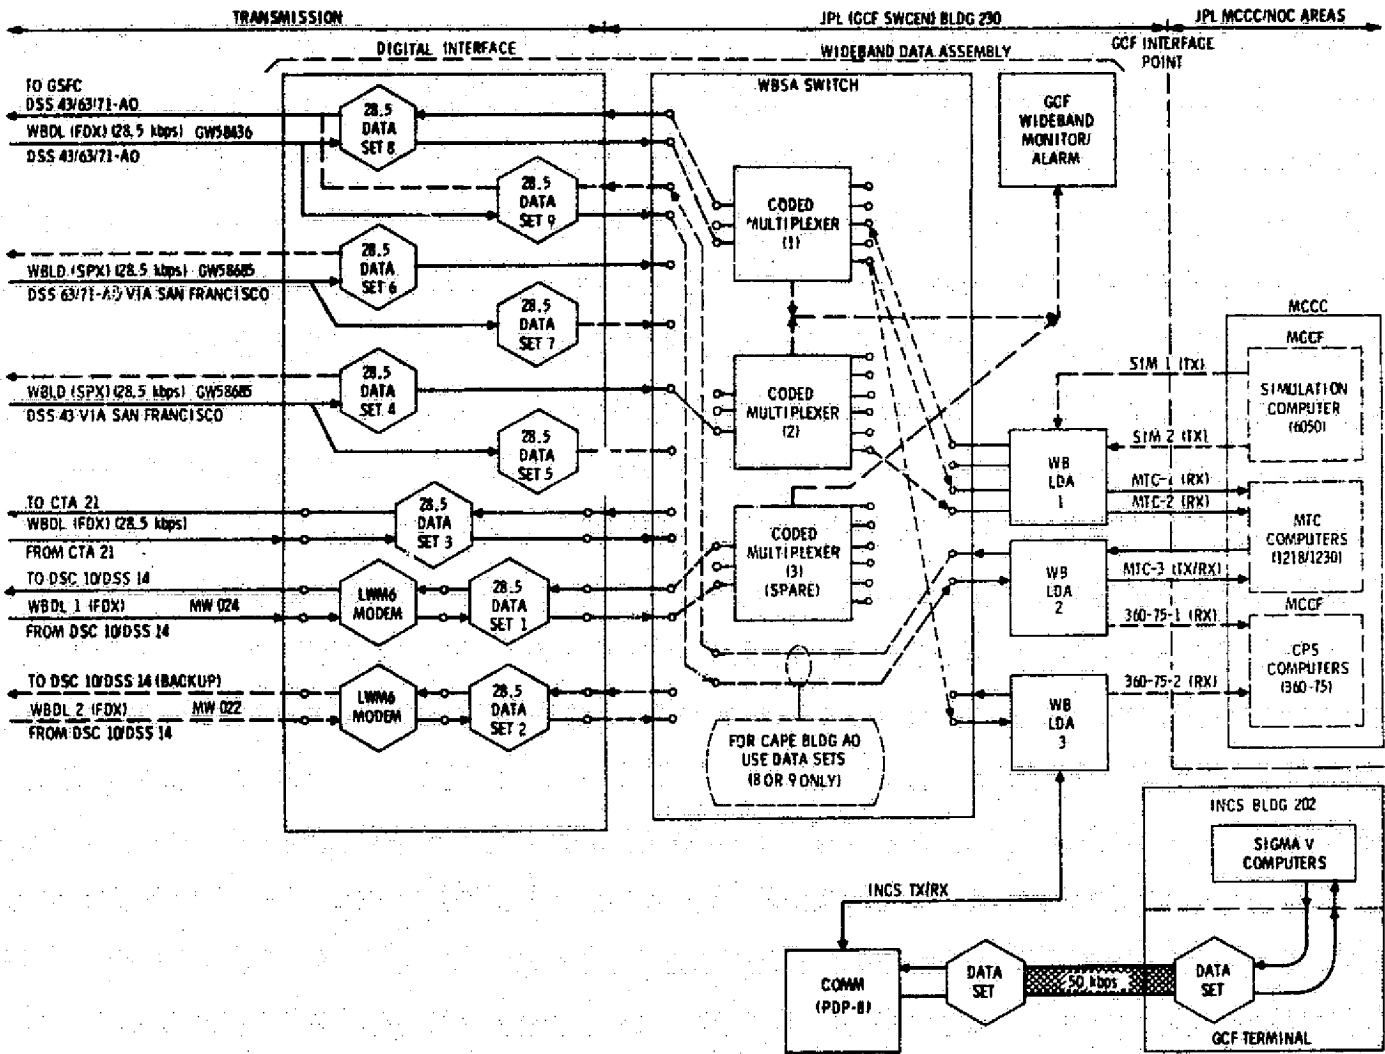 TRANSMISSION
JPL (GCF SWCEN) BLDG 230
JPL MCCC/NOC AREAS
DIGITAL INTERFACE
WIDEBAND DATA ASSEMBLY
GCF INTERFACE
POINT
TO GSFC
DSS 43/63/71-AO
WBDL (FDX) (28.5 kbps) GW58436
DSS 43/63/71-AO
28.5
DATA
SET 8
28.5
DATA
SET 9
WBLD (SPX) (28.5 kbps) GW58685
DSS 63/71-AO VIA SAN FRANCISCO
28.5
DATA
SET 6
28.5
DATA
SET 7
WBLD (SPX) (28.5 kbps) GW58685
DSS 43 VIA SAN FRANCISCO
28.5
DATA
SET 4
28.5
DATA
SET 5
TO CTA 21
WBDL (FDX) (28.5 kbps)
FROM CTA 21
28.5
DATA
SET 3
TO DSC 10/DSS 14
WBDL 1 (FDX) MW 024
FROM DSC 10/DSS 14
LWM6
MODEM
28.5
DATA
SET 1
TO DSC 10/DSS 14 (BACKUP)
WBDL 2 (FDX) MW 022
FROM DSC 10/DSS 14
LWM6
MODEM
28.5
DATA
SET 2
WBSA SWITCH
CODED
MULTIPLEXER
(1)
CODED
MULTIPLEXER
(2)
CODED
MULTIPLEXER
(3)
(SPARE)
FOR CAPE BLDG AO
USE DATA SETS
(8 OR 9 ONLY)
GCF
WIDEBAND
MONITOR/
ALARM
WB
LDA
1
WB
LDA
2
WB
LDA
3
SIM 1 (TX)
SIM 2 (TX)
MTC-1 (RX)
MTC-2 (RX)
MTC-3 (TX/RX)
360-75-1 (RX)
360-75-2 (RX)
MCCC
MCCF
SIMULATION
COMPUTER
(6050)
MTC
COMPUTERS
(1218/1230)
MCCF
CPS
COMPUTERS
(360-75)
INCS BLDG 202
SIGMA V
COMPUTERS
INCS TX/RX
COMM
(PDP-8)
DATA
SET
50 kbps
DATA
SET
GCF TERMINAL